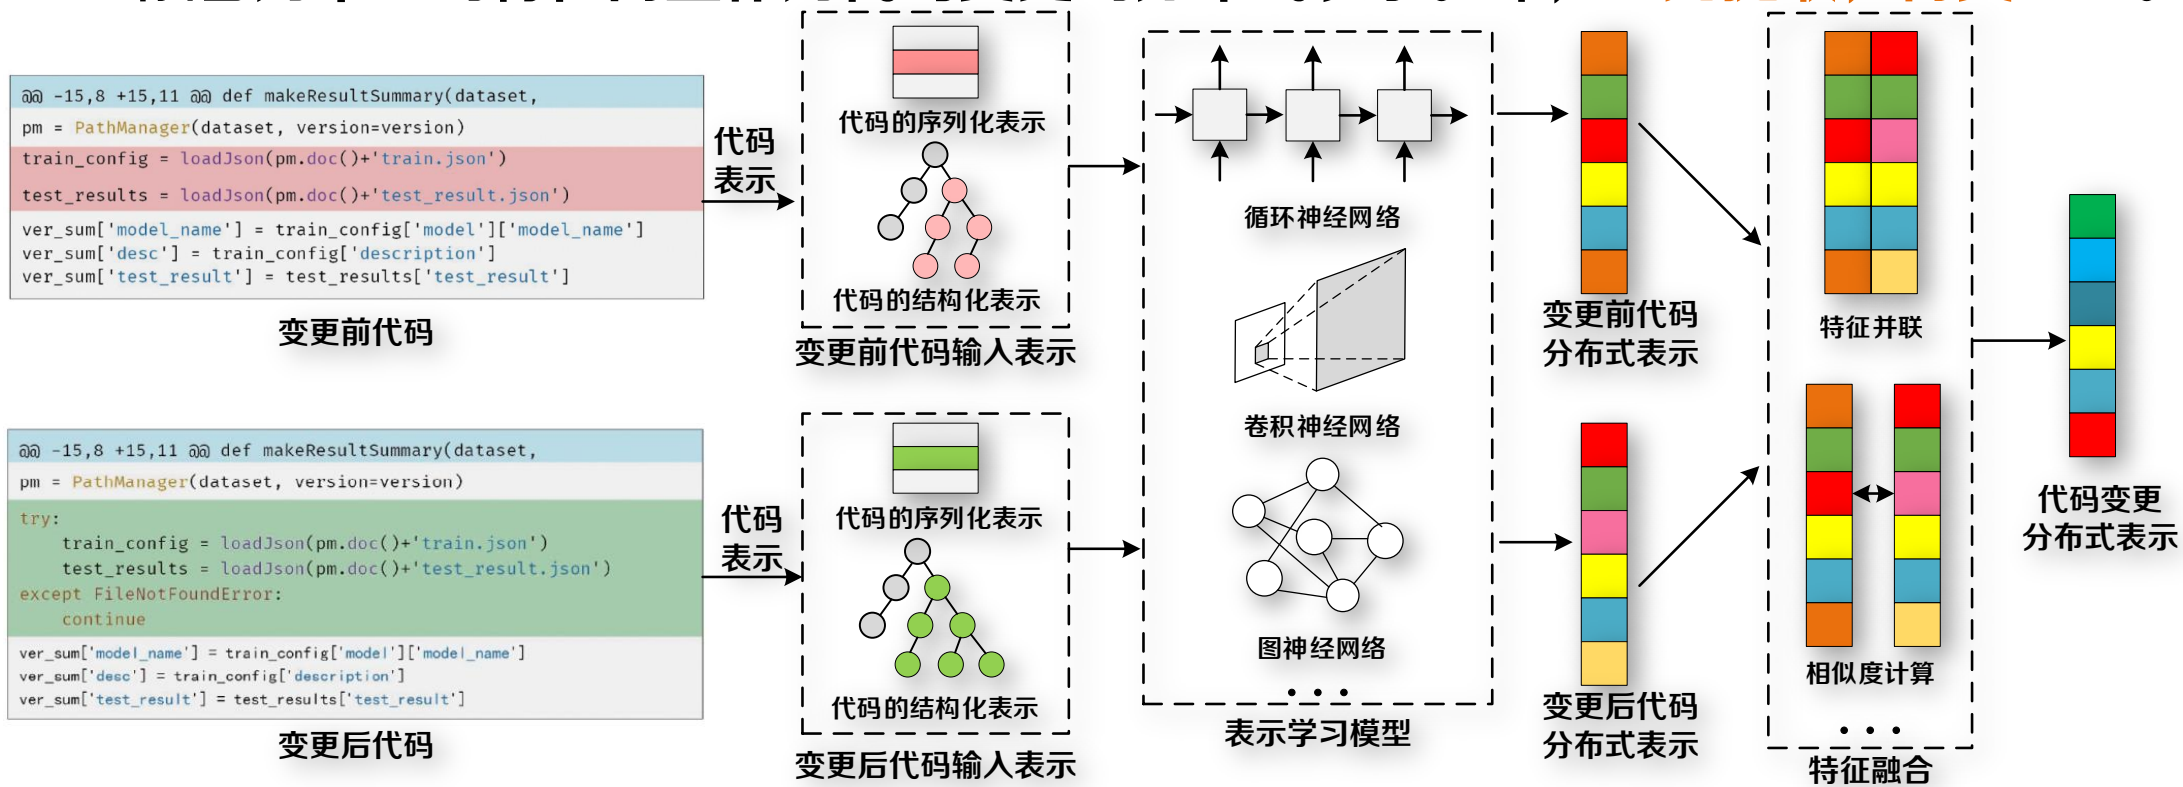 @@ -15,8 +15,11 @@ def makeResultSummary(dataset,
pm = PathManager(dataset, version=version)
train_config = loadJson(pm.doc()+'train.json')
test_results = loadJson(pm.doc()+'test_result.json')
ver_sum['model_name'] = train_config['model']['model_name']
ver_sum['desc'] = train_config['description']
ver_sum['test_result'] = test_results['test_result']
变更前代码
代码
表示
代码的序列化表示
代码的结构化表示
变更前代码输入表示
@@ -15,8 +15,11 @@ def makeResultSummary(dataset,
pm = PathManager(dataset, version=version)
try:
train_config = loadJson(pm.doc()+'train.json')
test_results = loadJson(pm.doc()+'test_result.json')
except FileNotFoundError:
continue
ver_sum['model_name'] = train_config['model']['model_name']
ver_sum['desc'] = train_config['description']
ver_sum['test_result'] = test_results['test_result']
变更后代码
代码
表示
代码的序列化表示
代码的结构化表示
变更后代码输入表示
循环神经网络
卷积神经网络
图神经网络
...
表示学习模型
变更前代码
分布式表示
变更后代码
分布式表示
特征并联
相似度计算
...
特征融合
代码变更
分布式表示